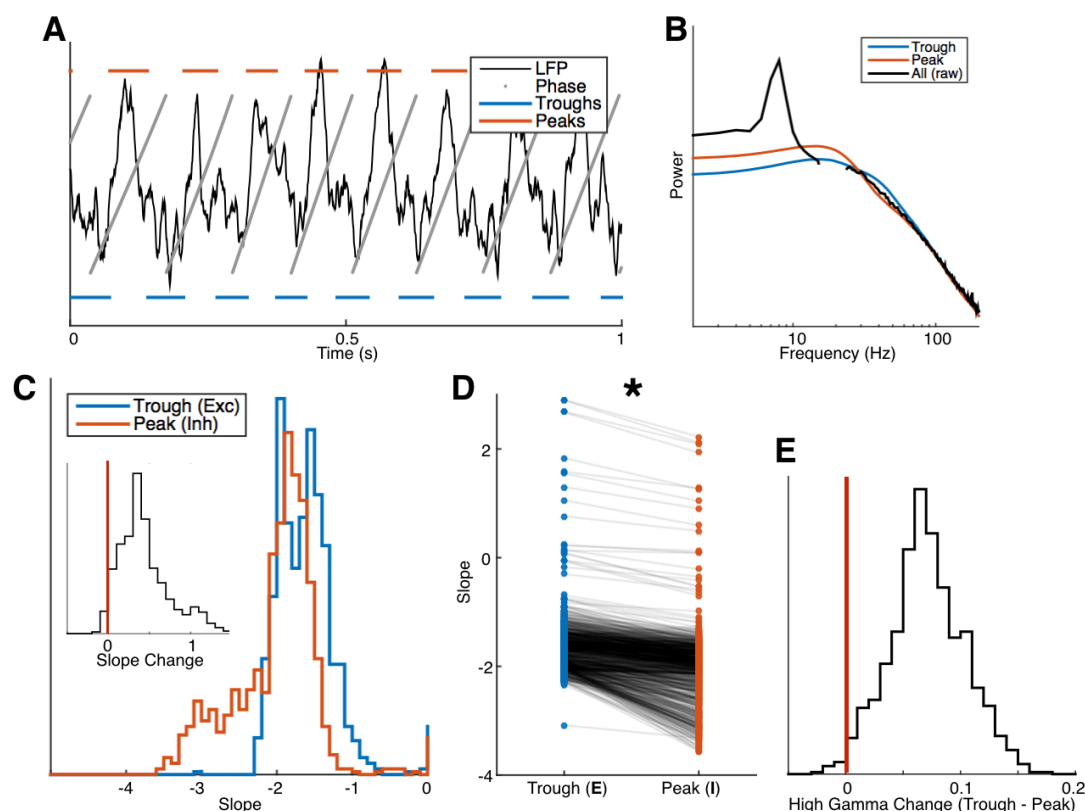 A
LFP
Phase
Troughs
Peaks
0
0.5
1
Time (s)
B
Trough
Peak
All (raw)
Power
10
100
Frequency (Hz)
C
Trough (Exc)
Peak (Inh)
0
1
Slope Change
-4
-3
-2
-1
0
Slope
D
*
2
0
-2
-4
Slope
Trough (E)
Peak (I)
E
0
0.1
0.2
High Gamma Change (Trough - Peak)